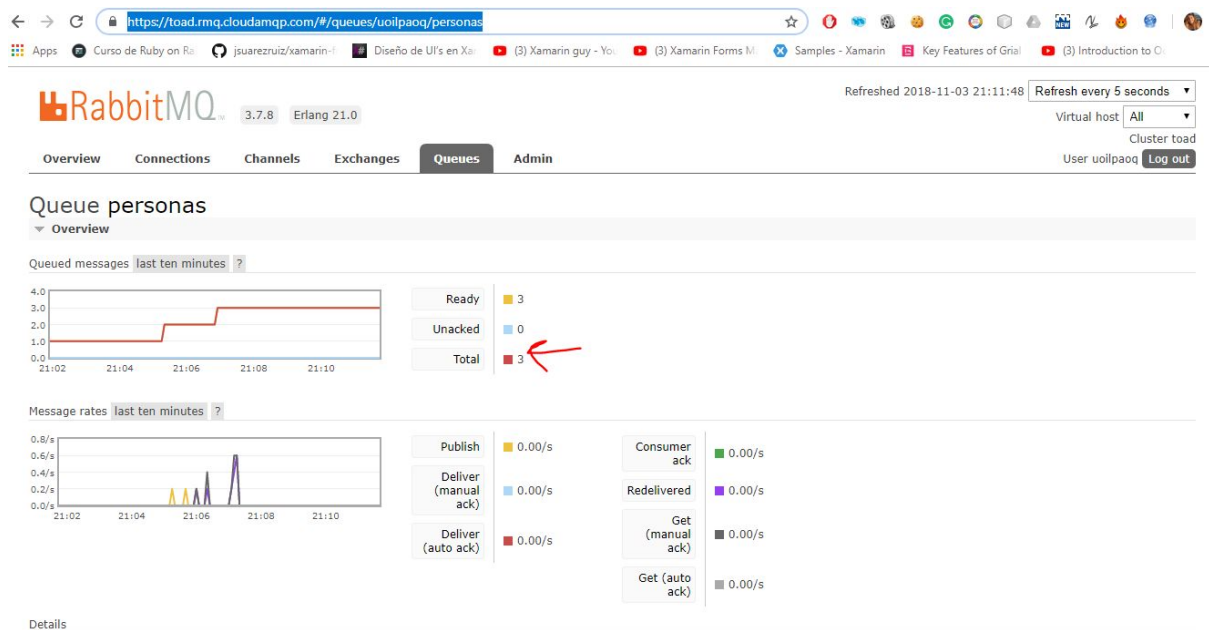 https://toad.rmq.cloudamqp.com/#/queues/uoilpaoq/personas
Apps Curso de Ruby on Ra jsuarezruiz/xamarin-f Diseño de UI's en Xa (3) Xamarin guy - You (3) Xamarin Forms M Samples - Xamarin Key Features of Grial (3) Introduction to O
RabbitMQ 3.7.8 Erlang 21.0
Refreshed 2018-11-03 21:11:48 Refresh every 5 seconds
Virtual host All
Cluster toad
User uoilpaoq Log out
Overview Connections Channels Exchanges Queues Admin
Queue personas
Overview
Queued messages last ten minutes ?
4.0
3.0
2.0
1.0
0.0
21:02 21:04 21:06 21:08 21:10
Ready 3
Unacked 0
Total 3
Message rates last ten minutes ?
0.8/s
0.6/s
0.4/s
0.2/s
0.0/s
21:02 21:04 21:06 21:08 21:10
Publish 0.00/s
Deliver
(manual
ack) 0.00/s
Deliver
(auto ack) 0.00/s
Consumer
ack 0.00/s
Redelivered 0.00/s
Get
(manual
ack) 0.00/s
Get (auto
ack) 0.00/s
Details